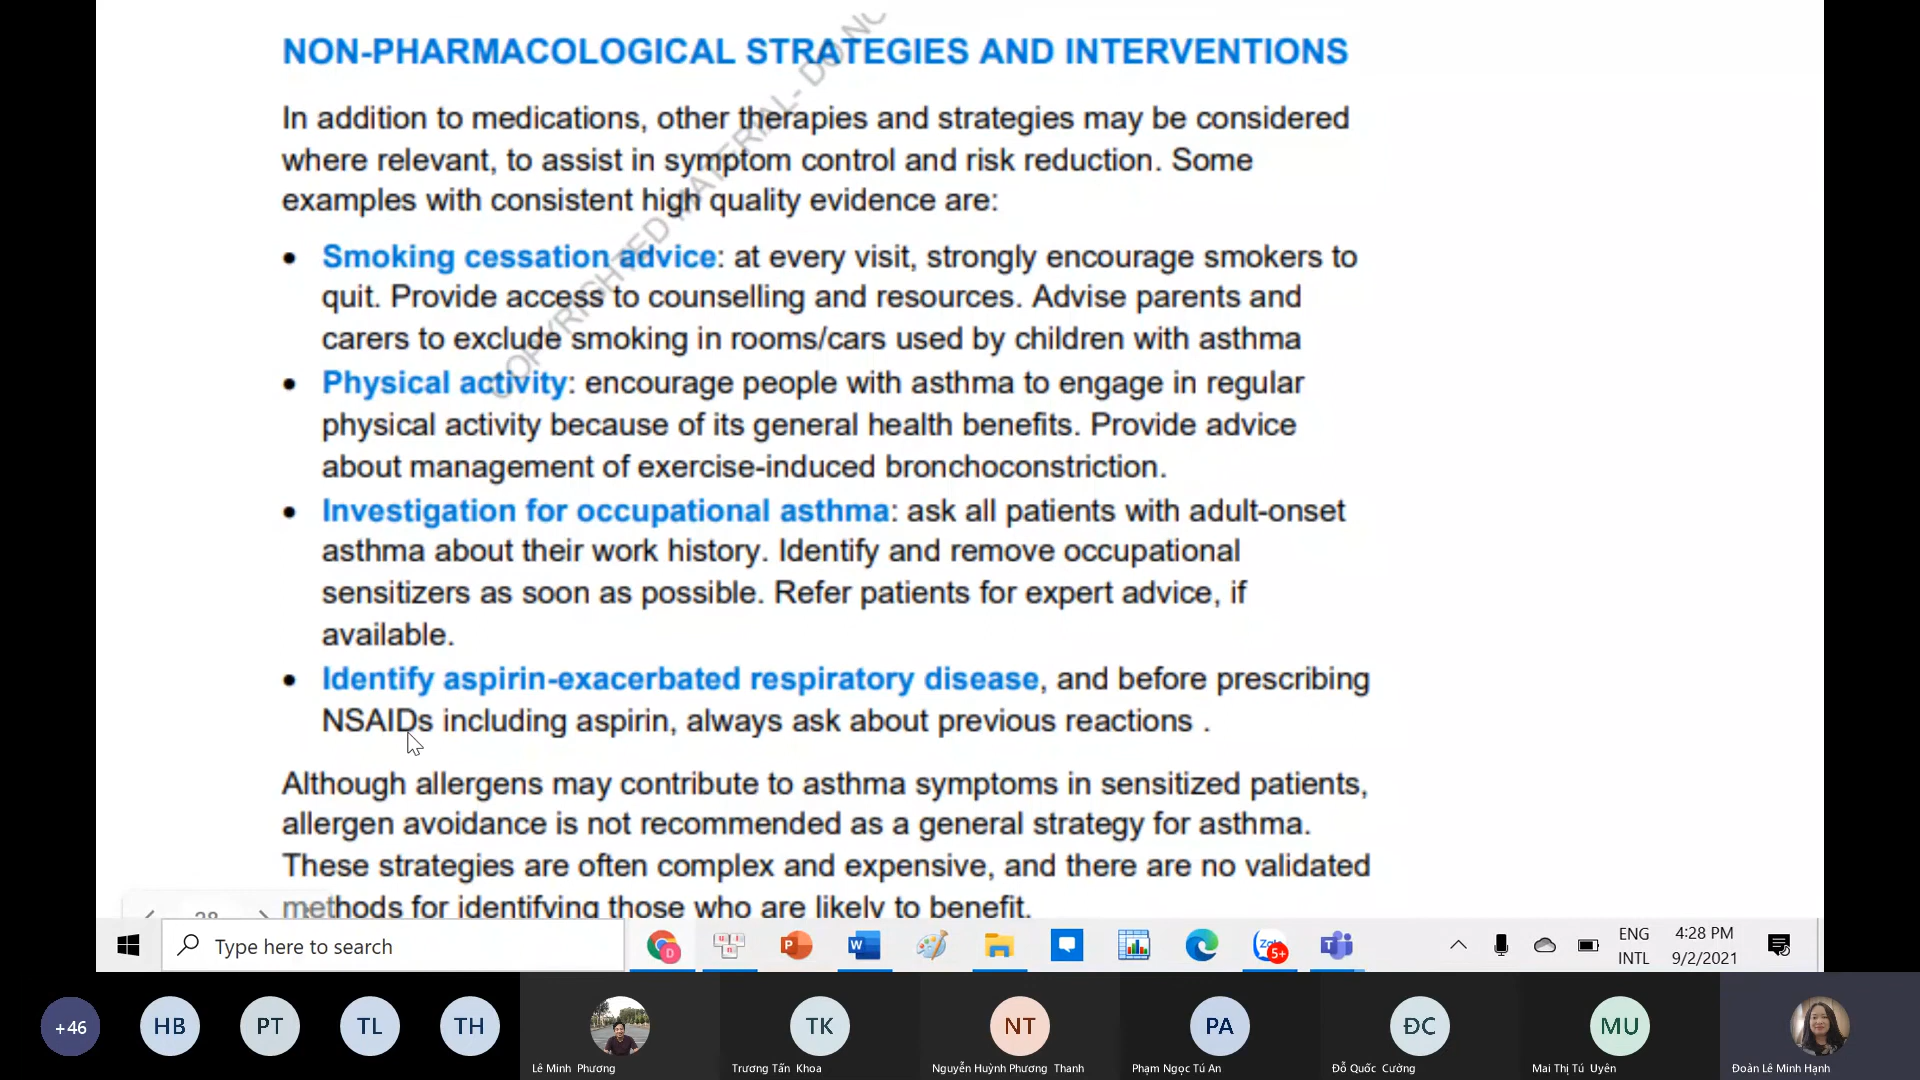 NON-PHARMACOLOGICAL STRATEGIES AND INTERVENTIONS
In addition to medications, other therapies and strategies may be considered
where relevant, to assist in symptom control and risk reduction. Some
examples with consistent high quality evidence are:
• Smoking cessation advice: at every visit, strongly encourage smokers to
quit. Provide access to counselling and resources. Advise parents and
carers to exclude smoking in rooms/cars used by children with asthma
• Physical activity: encourage people with asthma to engage in regular
physical activity because of its general health benefits. Provide advice
about management of exercise-induced bronchoconstriction.
• Investigation for occupational asthma: ask all patients with adult-onset
asthma about their work history. Identify and remove occupational
sensitizers as soon as possible. Refer patients for expert advice, if
available.
• Identify aspirin-exacerbated respiratory disease, and before prescribing
NSAIDs including aspirin, always ask about previous reactions .
Although allergens may contribute to asthma symptoms in sensitized patients,
allergen avoidance is not recommended as a general strategy for asthma.
These strategies are often complex and expensive, and there are no validated
methods for identifying those who are likely to benefit.
COPYRIGHTED MATERIAL- DO NO
28
Type here to search
D
P
W
Zalo
5+
T
ENG
INTL
4:28 PM
9/2/2021
+46
HB
PT
TL
TH
TK
NT
PA
ĐC
MU
Lê Minh Phương
Trương Tấn Khoa
Nguyễn Huỳnh Phương Thanh
Phạm Ngọc Tú An
Đỗ Quốc Cường
Mai Thị Tú Uyên
Đoàn Lê Minh Hạnh